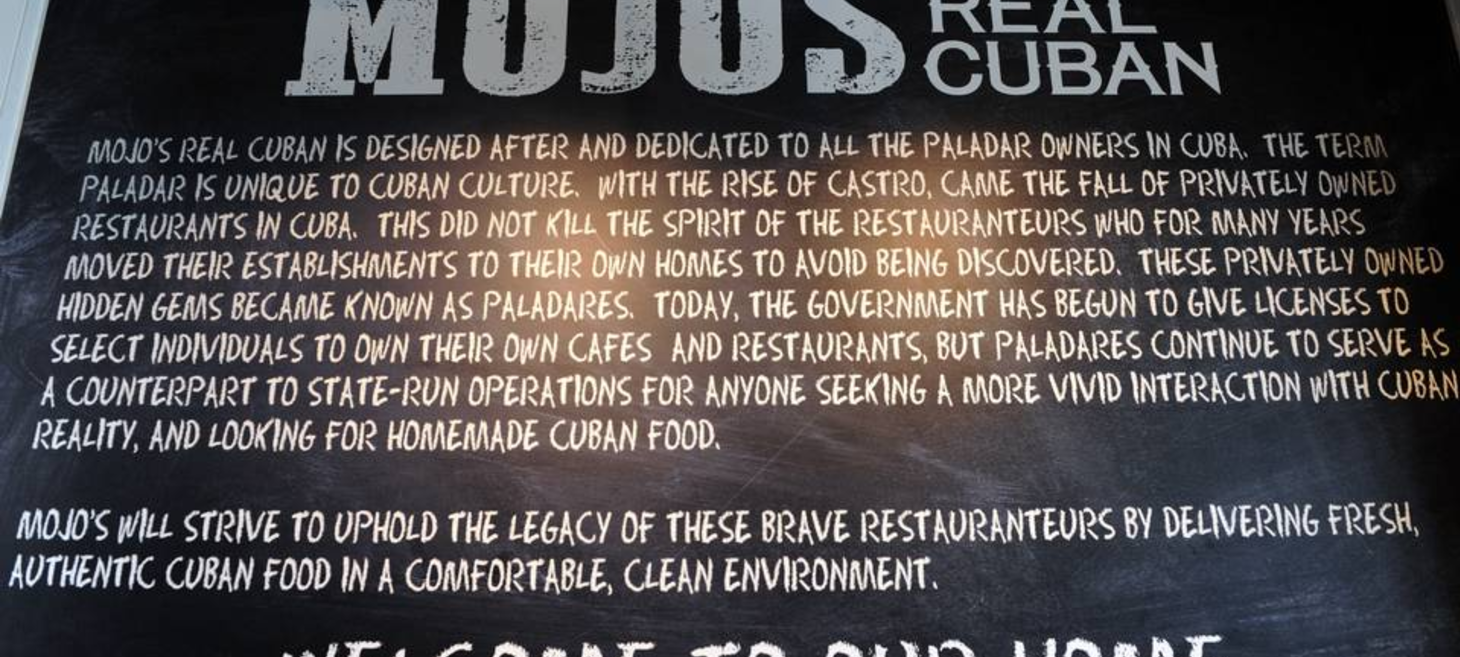 MOJOS REAL
CUBAN
MOJO'S REAL CUBAN IS DESIGNED AFTER AND DEDICATED TO ALL THE PALADAR OWNERS IN CUBA. THE TERM
PALADAR IS UNIQUE TO CUBAN CULTURE. WITH THE RISE OF CASTRO, CAME THE FALL OF PRIVATELY OWNED
RESTAURANTS IN CUBA. THIS DID NOT KILL THE SPIRIT OF THE RESTAURANTEURS WHO FOR MANY YEARS
MOVED THEIR ESTABLISHMENTS TO THEIR OWN HOMES TO AVOID BEING DISCOVERED. THESE PRIVATELY OWNED
HIDDEN GEMS BECAME KNOWN AS PALADARES. TODAY, THE GOVERNMENT HAS BEGUN TO GIVE LICENSES TO
SELECT INDIVIDUALS TO OWN THEIR OWN CAFES AND RESTAURANTS, BUT PALADARES CONTINUE TO SERVE AS
A COUNTERPART TO STATE-RUN OPERATIONS FOR ANYONE SEEKING A MORE VIVID INTERACTION WITH CUBAN
REALITY, AND LOOKING FOR HOMEMADE CUBAN FOOD.
MOJO'S WILL STRIVE TO UPHOLD THE LEGACY OF THESE BRAVE RESTAURANTEURS BY DELIVERING FRESH,
AUTHENTIC CUBAN FOOD IN A COMFORTABLE, CLEAN ENVIRONMENT.
WELCOME TO OUR HOME